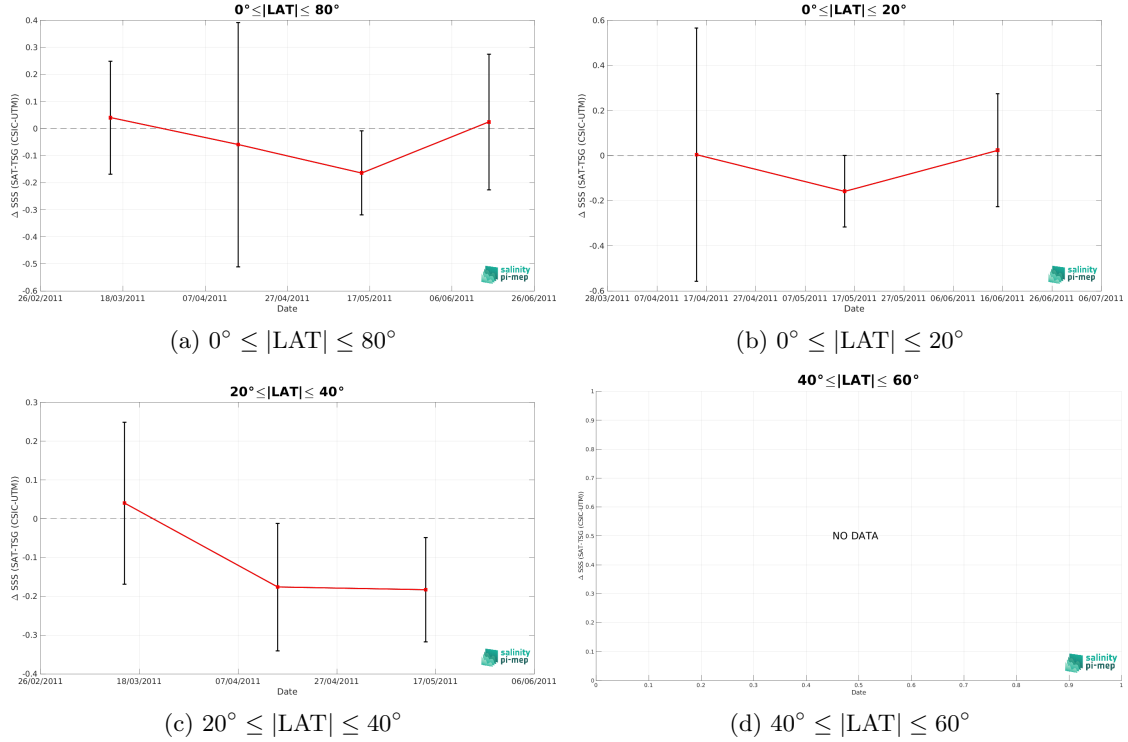 0°≤|LAT|≤ 80°
0.4
0.3
0.2
0.1
0
-0.1
-0.2
-0.3
-0.4
-0.5
-0.6
Δ SSS (SAT-TSG (CSIC-UTM))
26/02/2011 18/03/2011 07/04/2011 27/04/2011 17/05/2011 06/06/2011 26/06/2011
Date
salinity
pi-mep
(a) 0° ≤ |LAT| ≤ 80°
0°≤|LAT|≤ 20°
0.6
0.4
0.2
0
-0.2
-0.4
-0.6
Δ SSS (SAT-TSG (CSIC-UTM))
28/03/2011 07/04/2011 17/04/2011 27/04/2011 07/05/2011 17/05/2011 27/05/2011 06/06/2011 16/06/2011 26/06/2011 06/07/2011
Date
salinity
pi-mep
(b) 0° ≤ |LAT| ≤ 20°
20°≤|LAT|≤ 40°
0.3
0.2
0.1
0
-0.1
-0.2
-0.3
-0.4
Δ SSS (SAT-TSG (CSIC-UTM))
26/02/2011 18/03/2011 07/04/2011 27/04/2011 17/05/2011 06/06/2011
Date
salinity
pi-mep
(c) 20° ≤ |LAT| ≤ 40°
40°≤|LAT|≤ 60°
1
0.9
0.8
0.7
0.6
0.5
0.4
0.3
0.2
0.1
0
Δ SSS (SAT-TSG (CSIC-UTM))
NO DATA
0 0.1 0.2 0.3 0.4 0.5 0.6 0.7 0.8 0.9 1
Date
salinity
pi-mep
(d) 40° ≤ |LAT| ≤ 60°